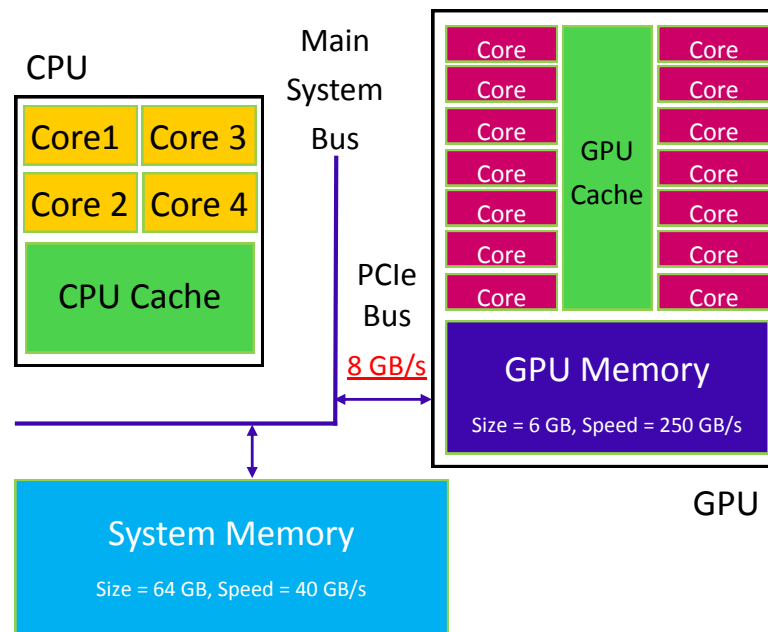 CPU
Core1
Core 3
Core 2
Core 4
CPU Cache
Main
System
Bus
PCIe
Bus
8 GB/s
Core
Core
Core
Core
Core
Core
Core
GPU
Cache
Core
Core
Core
Core
Core
Core
Core
GPU Memory
Size = 6 GB, Speed = 250 GB/s
GPU
System Memory
Size = 64 GB, Speed = 40 GB/s